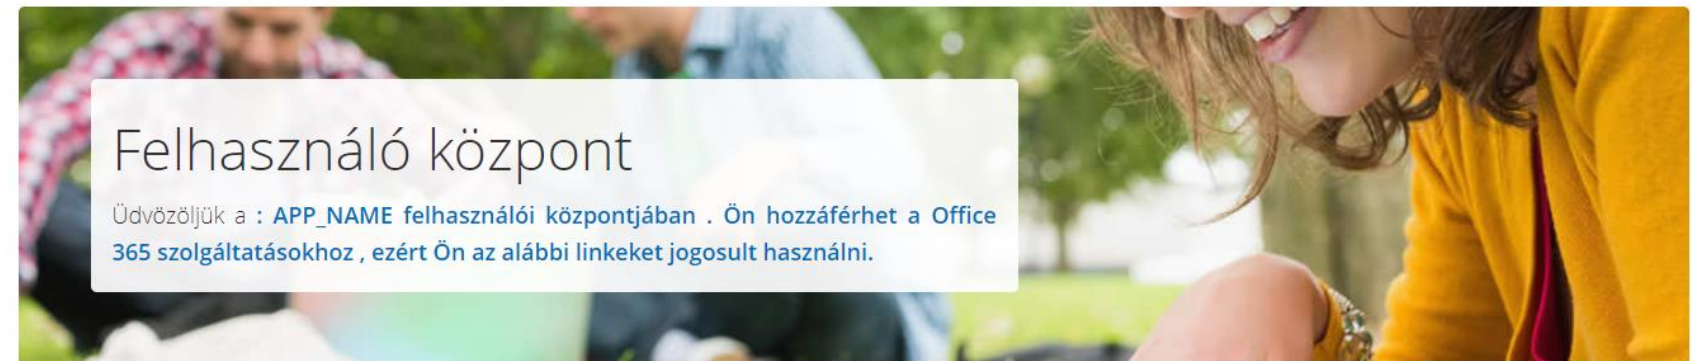 Felhasználó központ
Üdvözöljük a : APP_NAME felhasználói központjában . Ön hozzáférhet a Office
365 szolgáltatásokhoz , ezért Ön az alábbi linkeket jogosult használni.